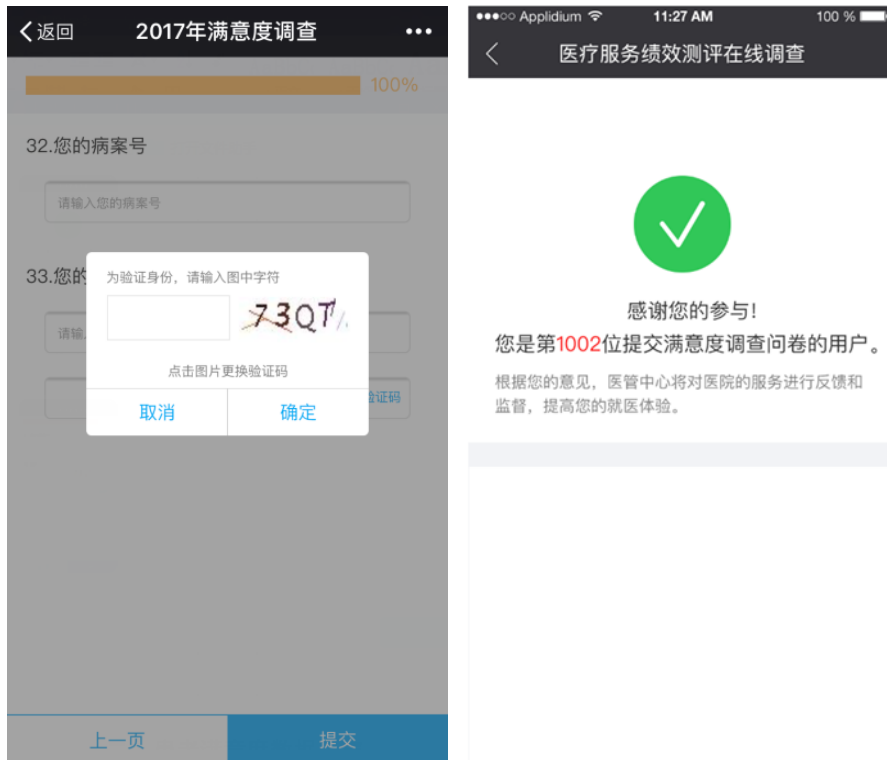 返回
2017年满意度调查
100%
32.您的病案号
请输入您的病案号
33.您的
为验证身份，请输入图中字符
73QT
请输
点击图片更换验证码
验证码
取消
确定
上一页
提交
Applidium
11:27 AM
100 %
医疗服务绩效测评在线调查
感谢您的参与!
您是第1002位提交满意度调查问卷的用户。
根据您的意见，医管中心将对医院的服务进行反馈和
监督，提高您的就医体验。